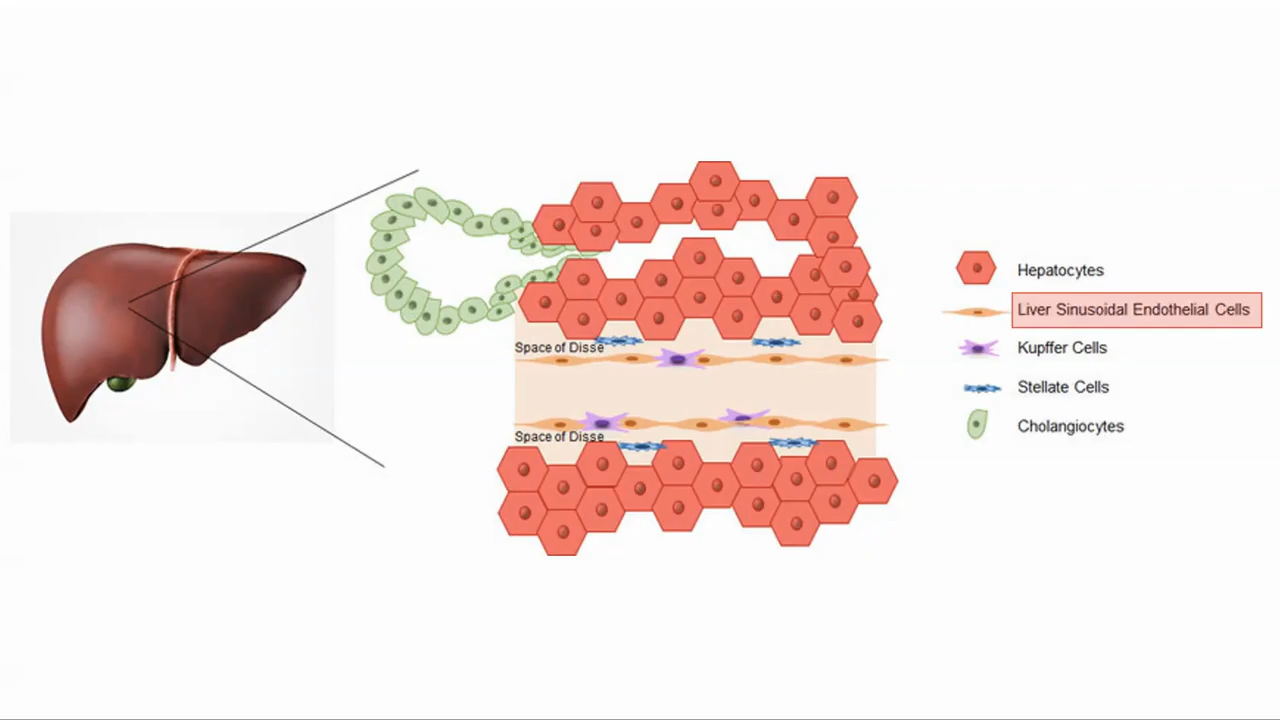 Space of Disse
Space of Disse
Hepatocytes
Liver Sinusoidal Endothelial Cells
Kupffer Cells
Stellate Cells
Cholangiocytes